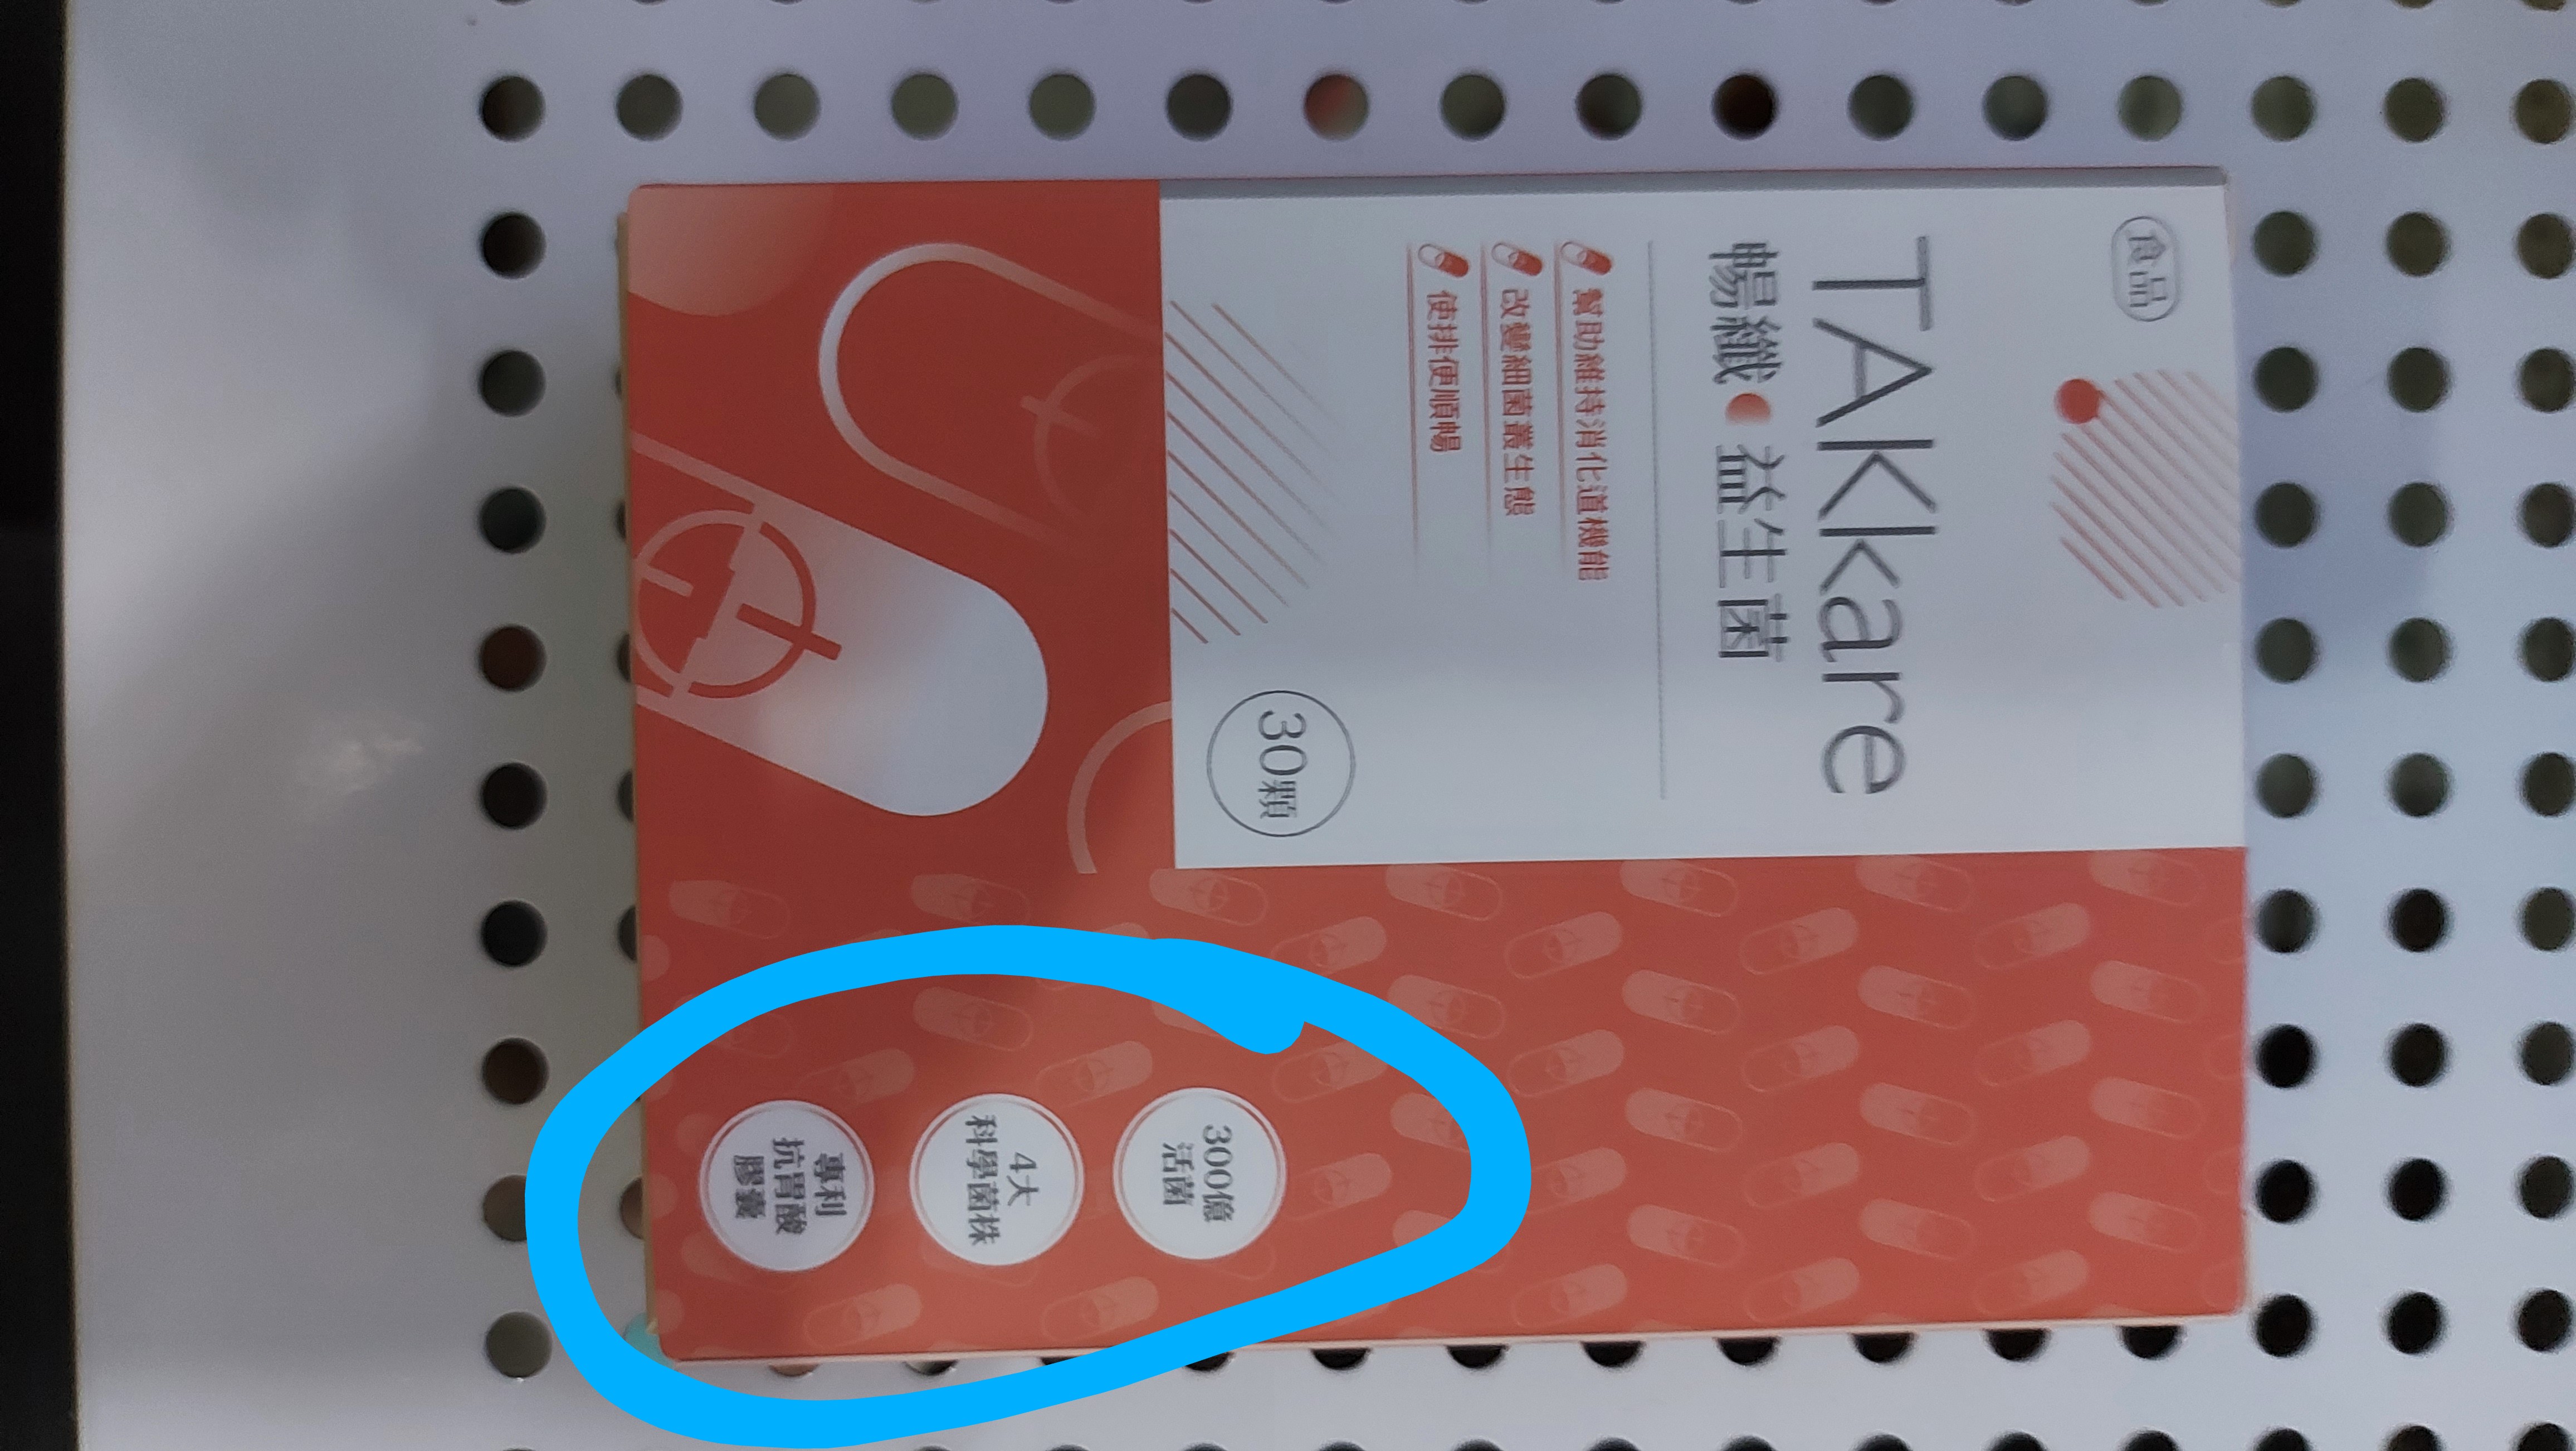 食品
TAKkare
暢纖益生菌
幫助維持消化道機能
改變細菌叢生態
使排便順暢
30顆
300億
活菌
4大
科學菌株
專利
抗胃酸
膠囊